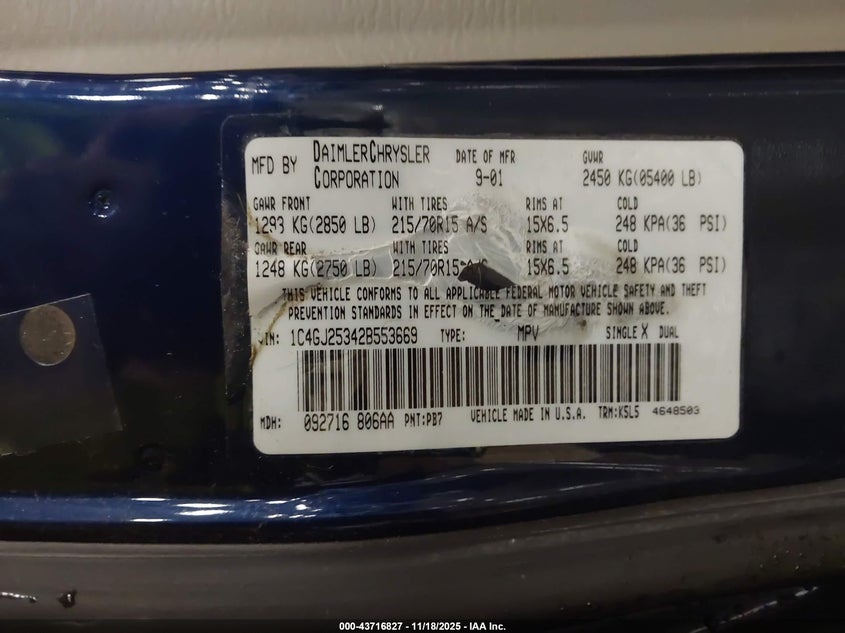 MFD BY DAIMLERCHRYSLER CORPORATION DATE OF MFR 9-01 GVWR 2450 KG(05400 LB)
GAWR FRONT WITH TIRES RIMS AT COLD
1293 KG(2850 LB) 215/70R15 A/S 15X6.5 248 KPA(36 PSI)
GAWR REAR WITH TIRES RIMS AT COLD
1248 KG(2750 LB) 215/70R15 A/S 15X6.5 248 KPA(36 PSI)
THIS VEHICLE CONFORMS TO ALL APPLICABLE FEDERAL MOTOR VEHICLE SAFETY AND THEFT
PREVENTION STANDARDS IN EFFECT ON THE DATE OF MANUFACTURE SHOWN ABOVE.
VIN: 1C4GJ25342B553669 TYPE: MPV SINGLE X DUAL
MDH: 092716 806AA PNT:PB7 VEHICLE MADE IN U.S.A. TRM:K5L5 4648503
000-43716827 - 11/18/2025 - IAA Inc.